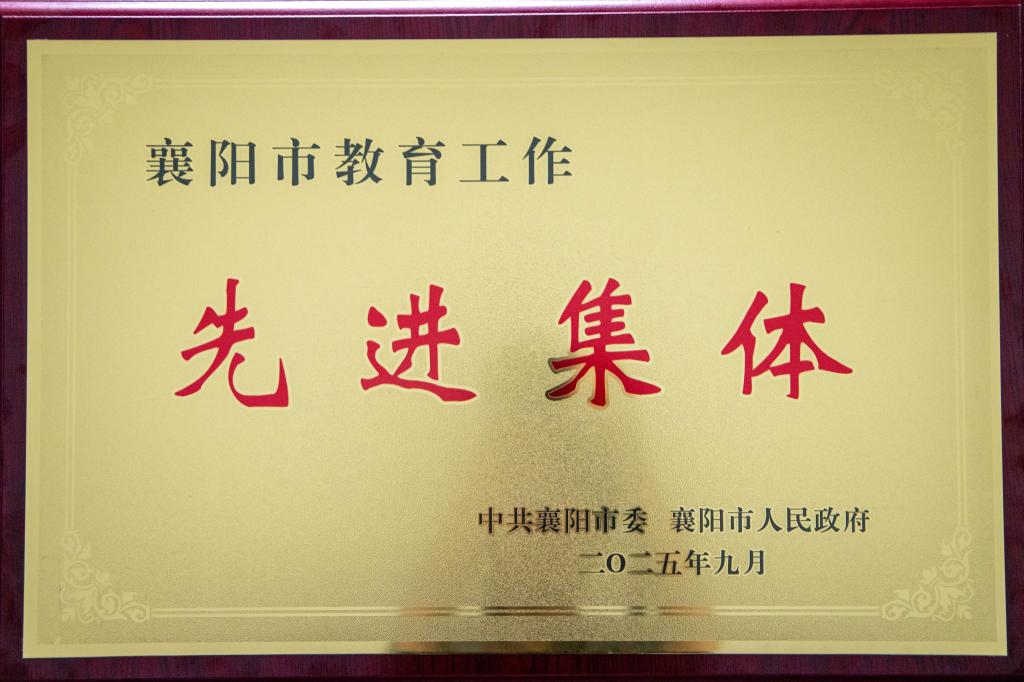 襄阳市教育工作
先进集体
中共襄阳市委 襄阳市人民政府
二O二五年九月